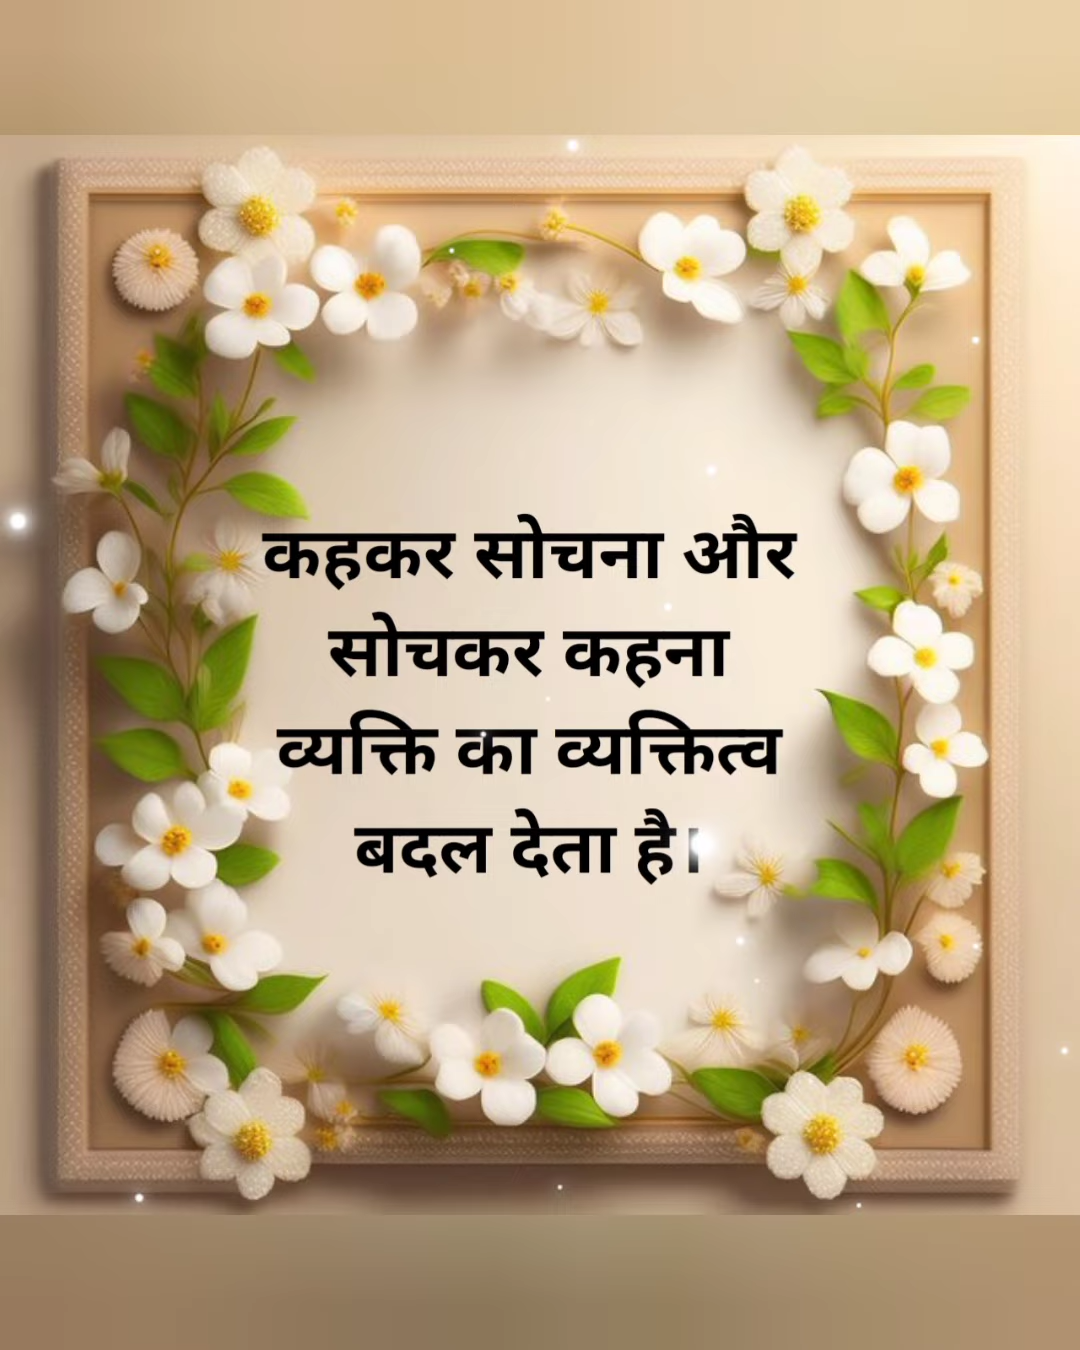 कहकर सोचना और
सोचकर कहना
व्यक्ति का व्यक्तित्व
बदल देता है।